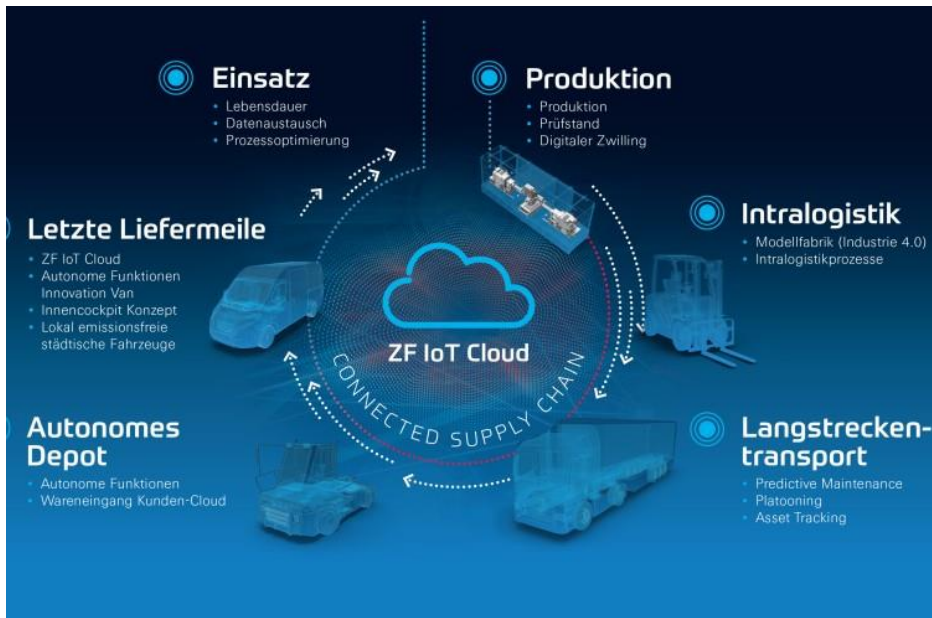 Einsatz
• Lebensdauer
• Datenaustausch
• Prozessoptimierung
Produktion
• Produktion
• Prüfstand
• Digitaler Zwilling
Intralogistik
• Modellfabrik (Industrie 4.0)
• Intralogistikprozesse
Langstrecken-
transport
• Predictive Maintenance
• Platooning
• Asset Tracking
Autonomes
Depot
• Autonome Funktionen
• Wareneingang Kunden-Cloud
Letzte Liefermeile
• ZF IoT Cloud
• Autonome Funktionen
Innovation Van
• Innencockpit Konzept
• Lokal emissionsfreie
städtische Fahrzeuge
ZF IoT Cloud
CONNECTED SUPPLY CHAIN